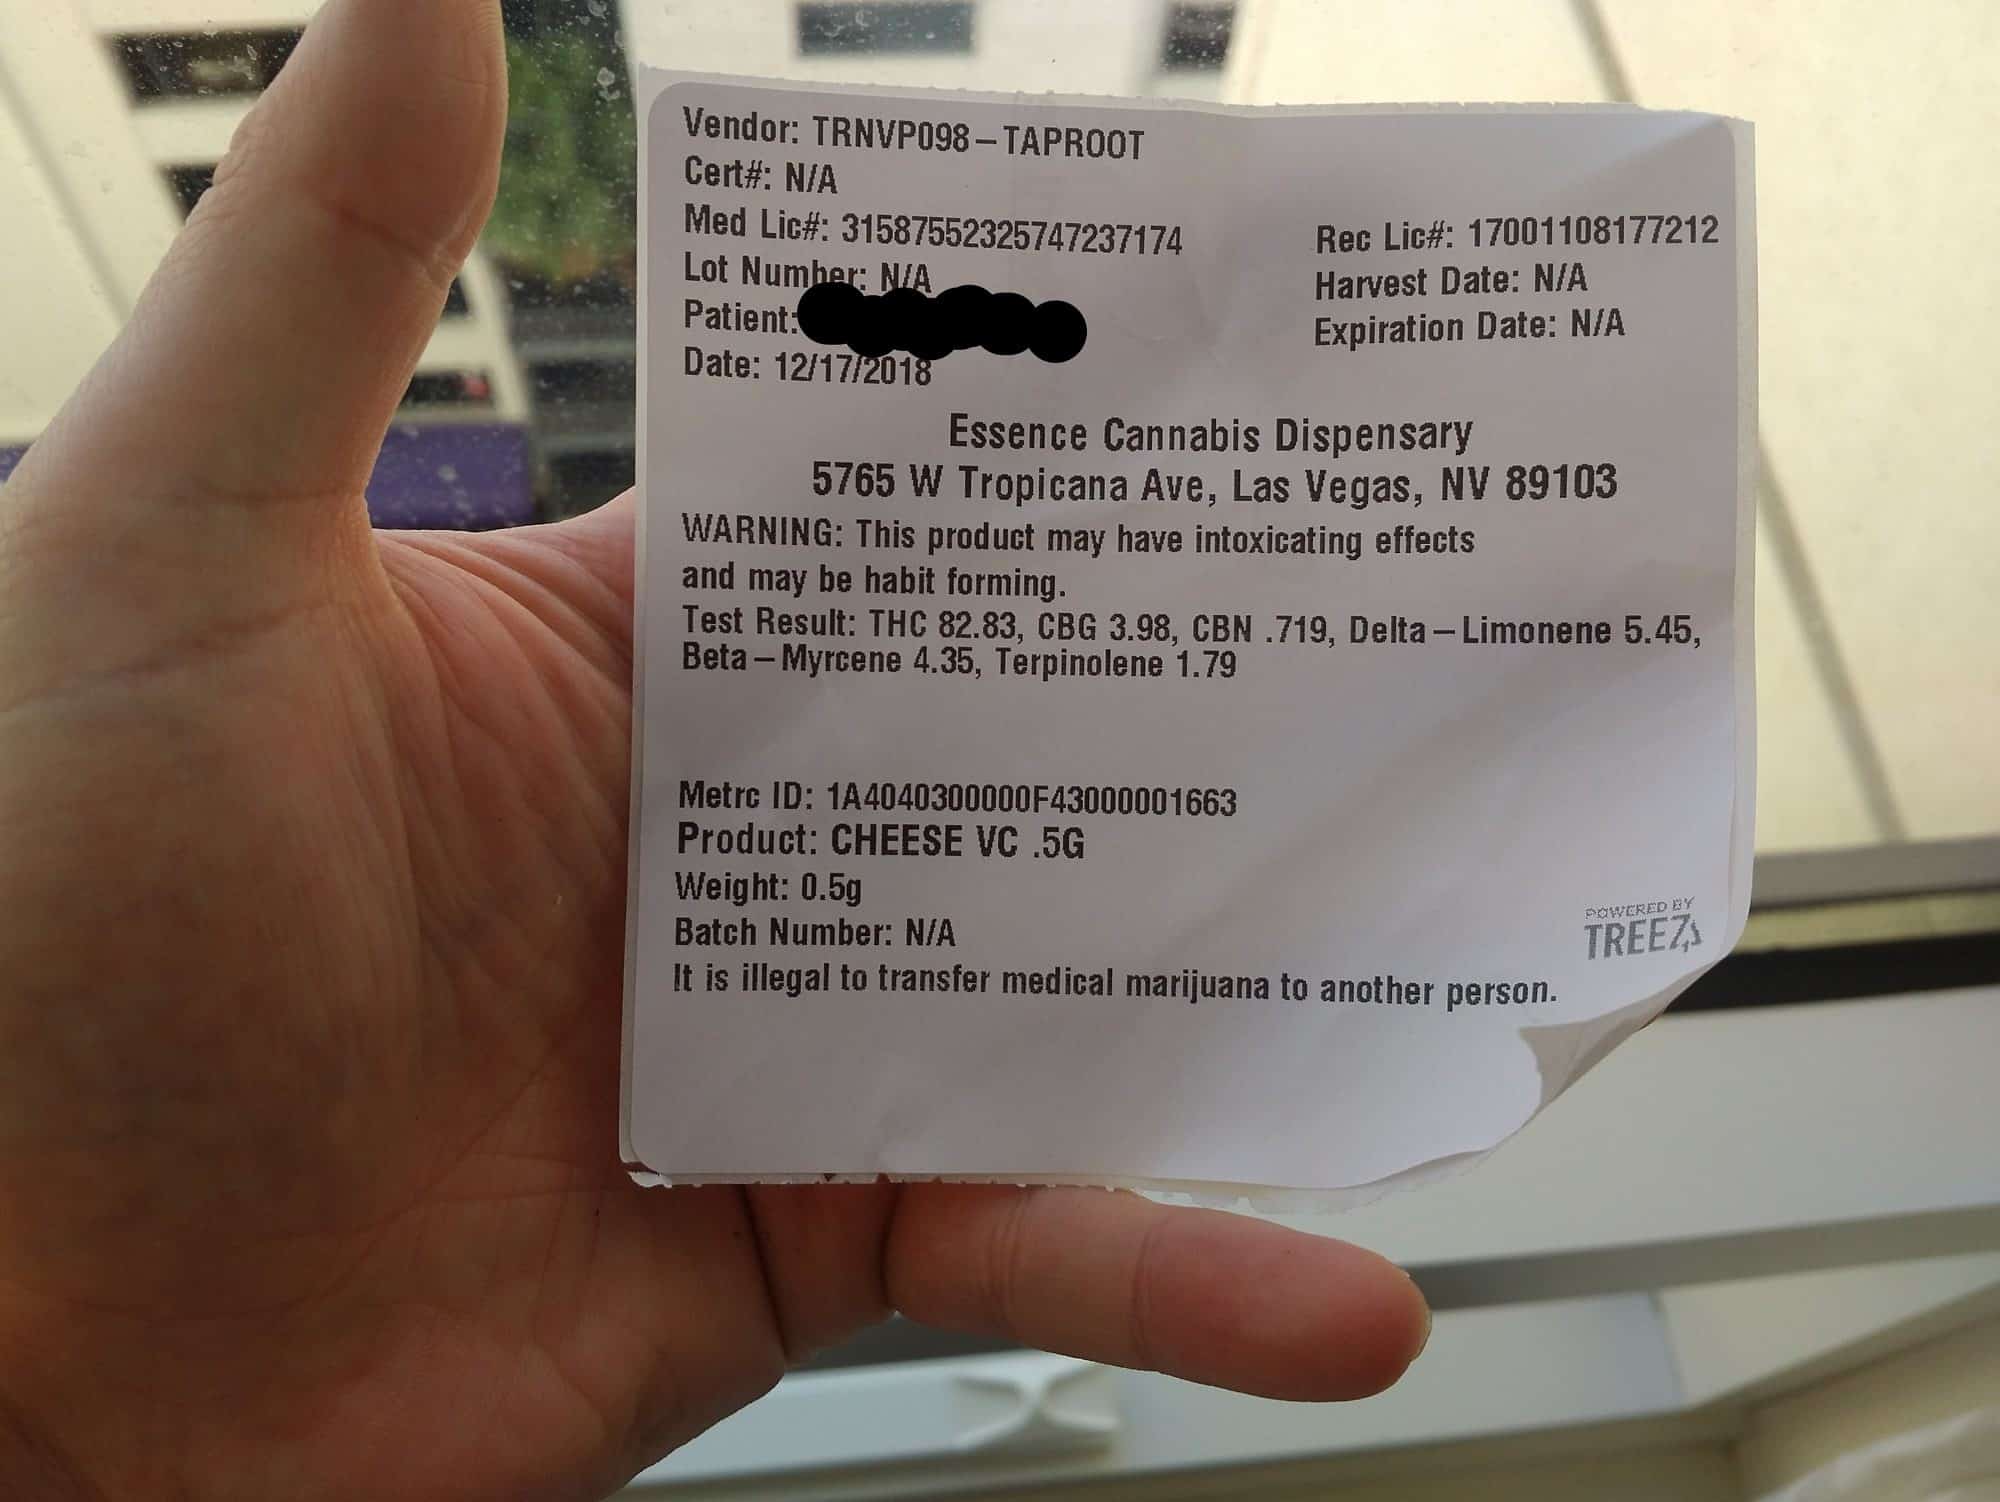 Vendor: TRNVP098-TAPROOT
Cert#: N/A
Med Lic#: 31587552325747237174
Rec Lic#: 17001108177212
Lot Number: N/A
Harvest Date: N/A
Patient:
Expiration Date: N/A
Date: 12/17/2018
Essence Cannabis Dispensary
5765 W Tropicana Ave, Las Vegas, NV 89103
WARNING: This product may have intoxicating effects
and may be habit forming.
Test Result: THC 82.83, CBG 3.98, CBN .719, Delta-Limonene 5.45,
Beta-Myrcene 4.35, Terpinolene 1.79
Metrc ID: 1A4040300000F43000001663
Product: CHEESE VC .5G
Weight: 0.5g
Batch Number: N/A
It is illegal to transfer medical marijuana to another person.
POWERED BY
TREEZ